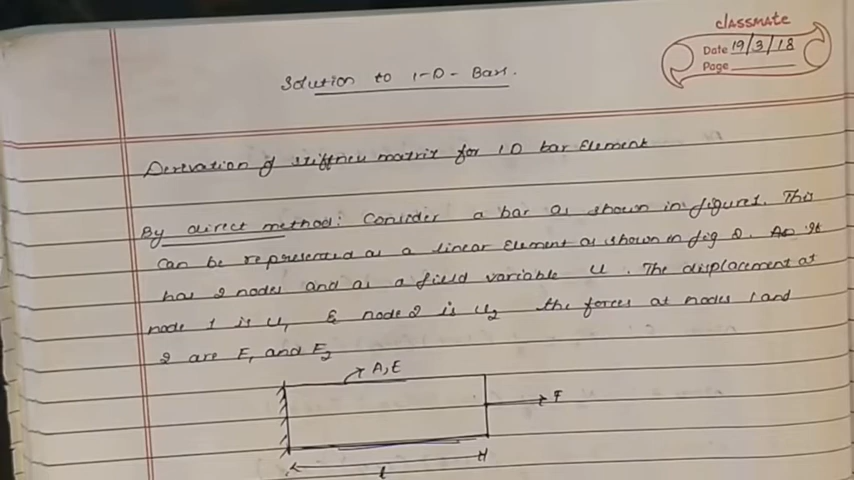 classmate
Date 19/3/18
Page
Solution to 1-D- Bar.
Derivation of stiffness matrix for 1D bar Element
By direct method: Consider a bar as shown in figure1. This
can be represented as a linear Element as shown in fig 2. It
has 2 nodes and as a field variable u. The displacement at
node 1 is u₁ & node 2 is u₂ the forces at nodes 1 and
2 are F₁ and F₂
A,E
F
l